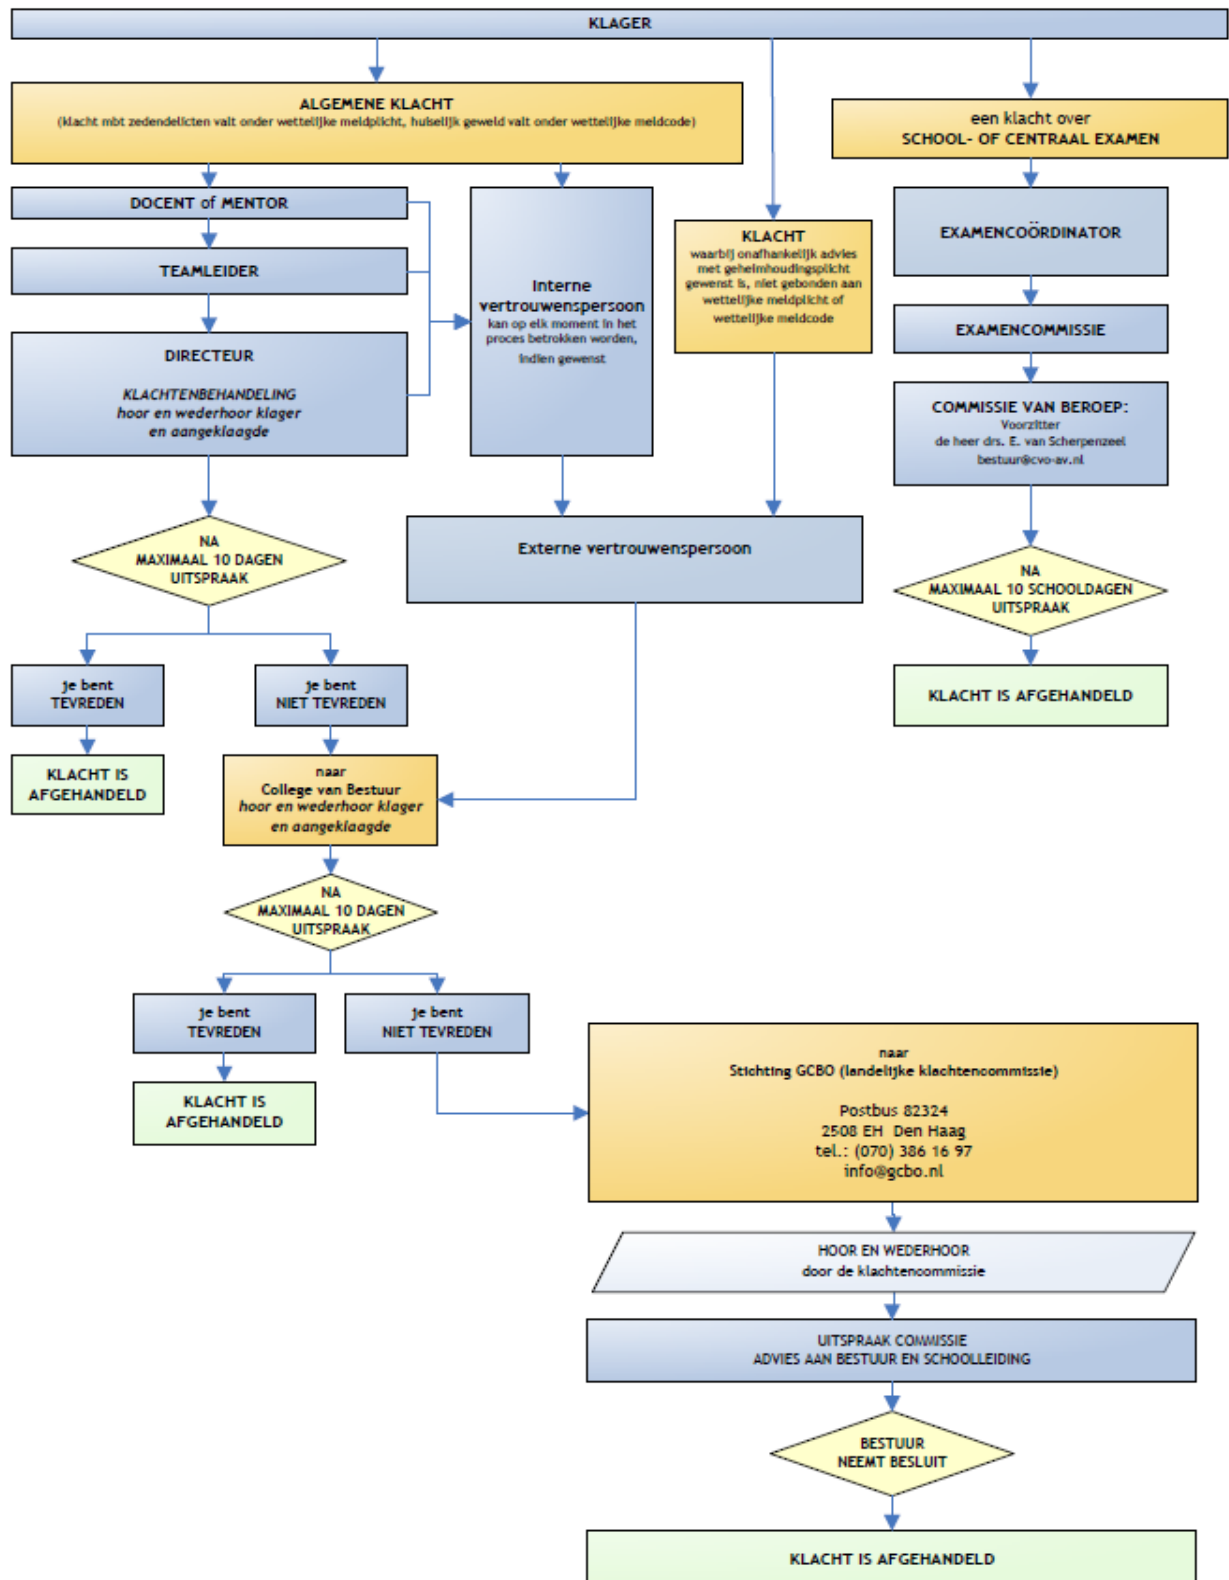 KLAGER
ALGEMENE KLACHT
(klacht mbt zedendelicten valt onder wettelijke meldplicht, huiselijk geweld valt onder wettelijke meldcode)
een klacht over
SCHOOL- OF CENTRAAL EXAMEN
DOCENT of MENTOR
TEAMLEIDER
DIRECTEUR
KLACHTENBEHANDELING
hoor en wederhoor klager
en aangeklaagde
Interne
vertrouwenspersoon
kan op elk moment in het
proces betrokken worden,
indien gewenst
KLACHT
waarbij onafhankelijk advies
met geheimhoudingsplicht
gewenst is, niet gebonden aan
wettelijke meldplicht of
wettelijke meldcode
EXAMENCOÖRDINATOR
EXAMENCOMMISSIE
COMMISSIE VAN BEROEP:
Voorzitter
de heer drs. E. van Scherpenzeel
bestuur@cvo-av.nl
NA
MAXIMAAL 10 DAGEN
UITSPRAAK
Externe vertrouwenspersoon
NA
MAXIMAAL 10 SCHOOLDAGEN
UITSPRAAK
je bent
TEVREDEN
je bent
NIET TEVREDEN
KLACHT IS AFGEHANDELD
KLACHT IS
AFGEHANDELD
naar
College van Bestuur
hoor en wederhoor klager
en aangeklaagde
NA
MAXIMAAL 10 DAGEN
UITSPRAAK
je bent
TEVREDEN
je bent
NIET TEVREDEN
KLACHT IS
AFGEHANDELD
naar
Stichting GCBO (landelijke klachtencommissie)
Postbus 82324
2508 EH Den Haag
tel.: (070) 386 16 97
info@gcbo.nl
HOOR EN WEDERHOOR
door de klachtencommissie
UITSPRAAK COMMISSIE
ADVIES AAN BESTUUR EN SCHOOLLEIDING
BESTUUR
NEEMT BESLUIT
KLACHT IS AFGEHANDELD